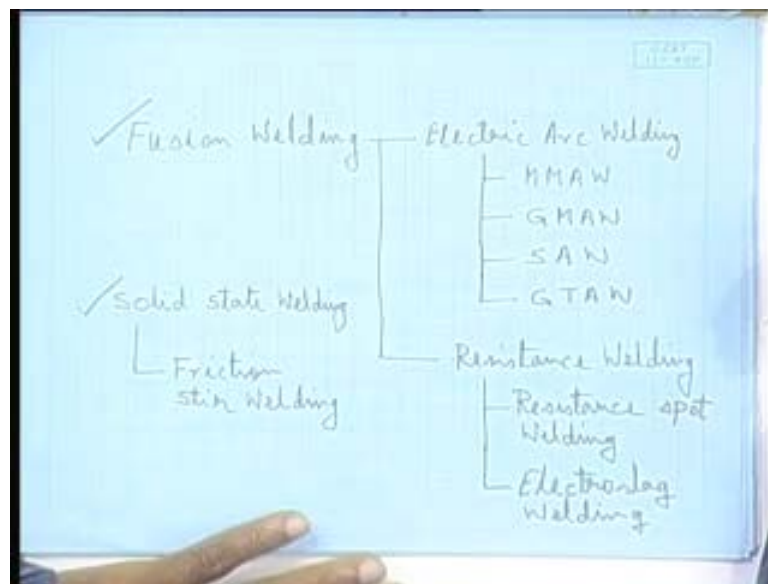 Fusion Welding
Electric Arc Welding
MMAW
GMAW
SAW
GTAW
Solid state Welding
Friction
stir Welding
Resistance Welding
Resistance spot
Welding
Electroslag
Welding